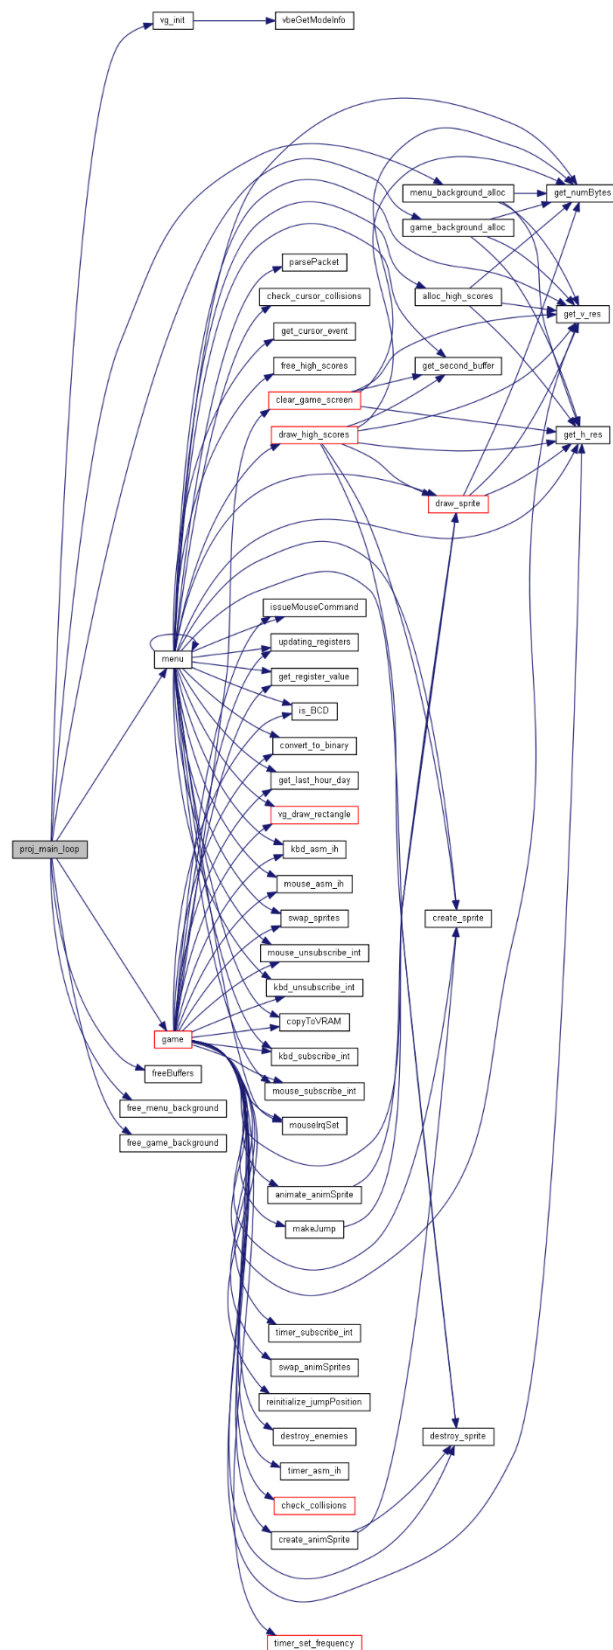 vg_init
vbeGetModeInfo
menu_background_alloc
get_numBytes
game_background_alloc
parsePacket
check_cursor_collisions
alloc_high_scores
get_v_res
get_cursor_event
free_high_scores
get_second_buffer
clear_game_screen
draw_high_scores
get_h_res
draw_sprite
issueMouseCommand
updating_registers
menu
get_register_value
is_BCD
convert_to_binary
get_last_hour_day
vg_draw_rectangle
proj_main_loop
kbd_asm_ih
mouse_asm_ih
swap_sprites
create_sprite
mouse_unsubscribe_int
kbd_unsubscribe_int
copyToVRAM
game
kbd_subscribe_int
freeBuffers
mouse_subscribe_int
free_menu_background
mouseIrqSet
free_game_background
animate_animSprite
makeJump
timer_subscribe_int
swap_animSprites
reinitialize_jumpPosition
destroy_enemies
destroy_sprite
timer_asm_ih
check_collisions
create_animSprite
timer_set_frequency